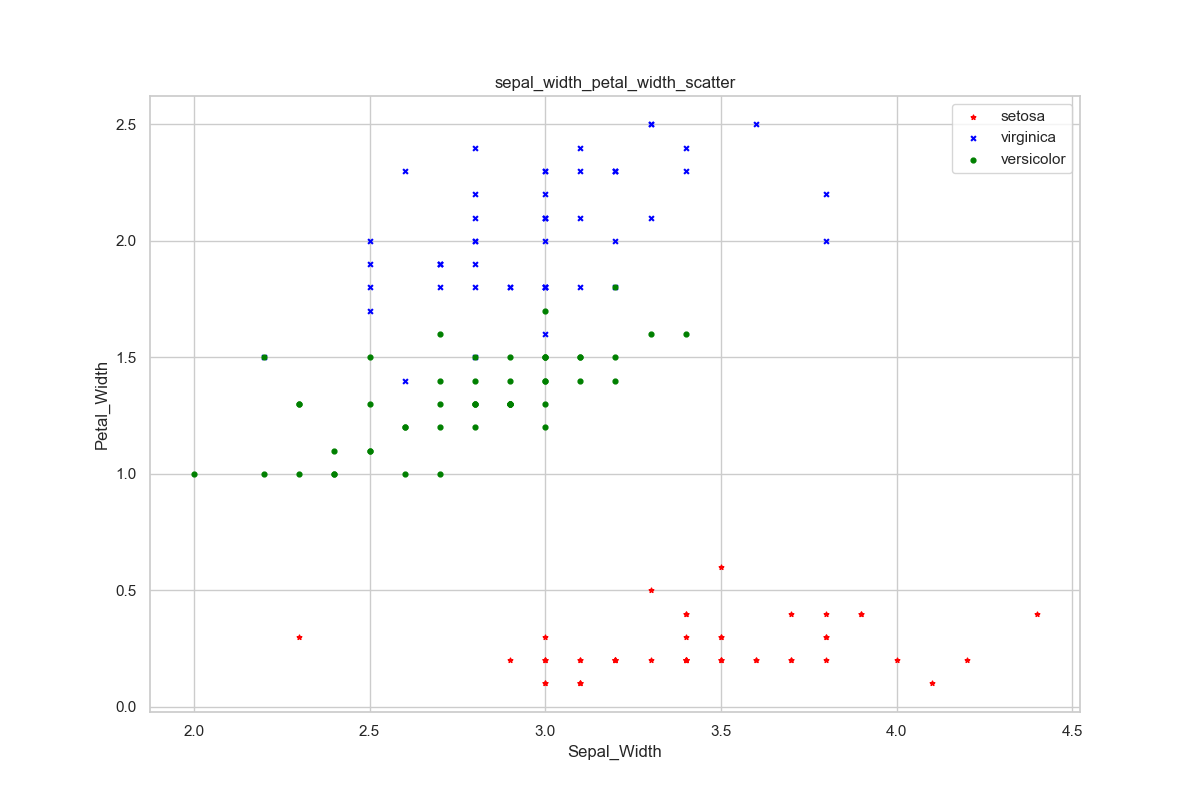 sepal_width_petal_width_scatter
setosa
virginica
versicolor
2.5
2.0
1.5
1.0
0.5
0.0
Petal_Width
2.0 2.5 3.0 3.5 4.0 4.5
Sepal_Width